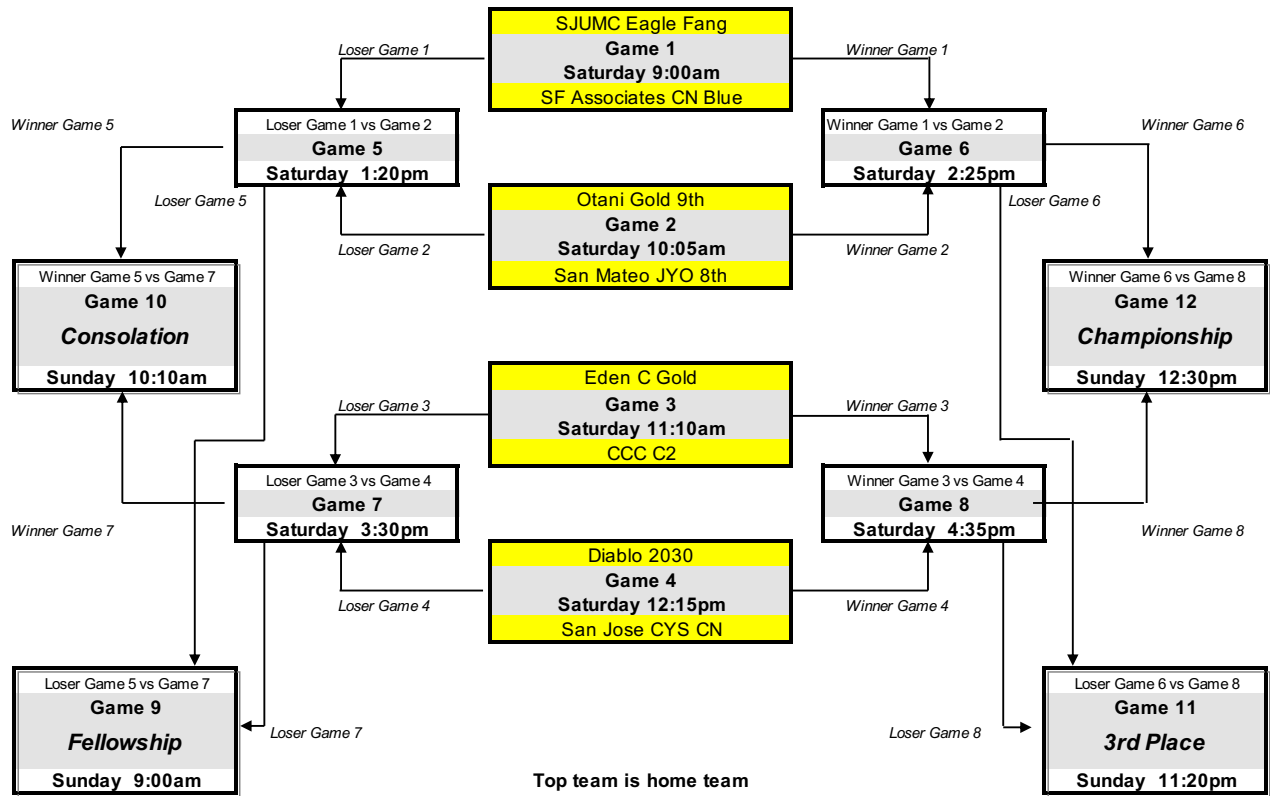 SJUMC Eagle Fang
Loser Game 1
Game 1
Winner Game 1
Saturday 9:00am
SF Associates CN Blue
Winner Game 5
Loser Game 1 vs Game 2
Winner Game 1 vs Game 2
Winner Game 6
Game 5
Game 6
Saturday 1:20pm
Saturday 2:25pm
Loser Game 5
Otani Gold 9th
Loser Game 6
Game 2
Loser Game 2
Saturday 10:05am
Winner Game 2
San Mateo JYO 8th
Winner Game 5 vs Game 7
Winner Game 6 vs Game 8
Game 10
Game 12
Consolation
Championship
Sunday 10:10am
Sunday 12:30pm
Eden C Gold
Loser Game 3
Game 3
Winner Game 3
Saturday 11:10am
CCC C2
Loser Game 3 vs Game 4
Winner Game 3 vs Game 4
Game 7
Game 8
Winner Game 7
Saturday 3:30pm
Saturday 4:35pm
Winner Game 8
Diablo 2030
Game 4
Loser Game 4
Saturday 12:15pm
Winner Game 4
San Jose CYS CN
Loser Game 5 vs Game 7
Loser Game 6 vs Game 8
Game 9
Game 11
Loser Game 7
Loser Game 8
Fellowship
3rd Place
Sunday 9:00am
Top team is home team
Sunday 11:20pm